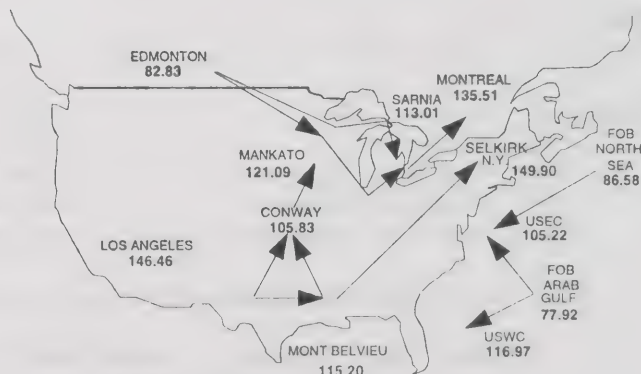 EDMONTON
82.83
MONTREAL
135.51
SARNIA
113.01
FOB
NORTH
SEA
86.58
SELKIRK
N.Y.
149.90
MANKATO
121.09
CONWAY
105.83
USEC
105.22
LOS ANGELES
146.46
FOB
ARAB
GULF
77.92
USWC
116.97
MONT BELVIEU
115.20